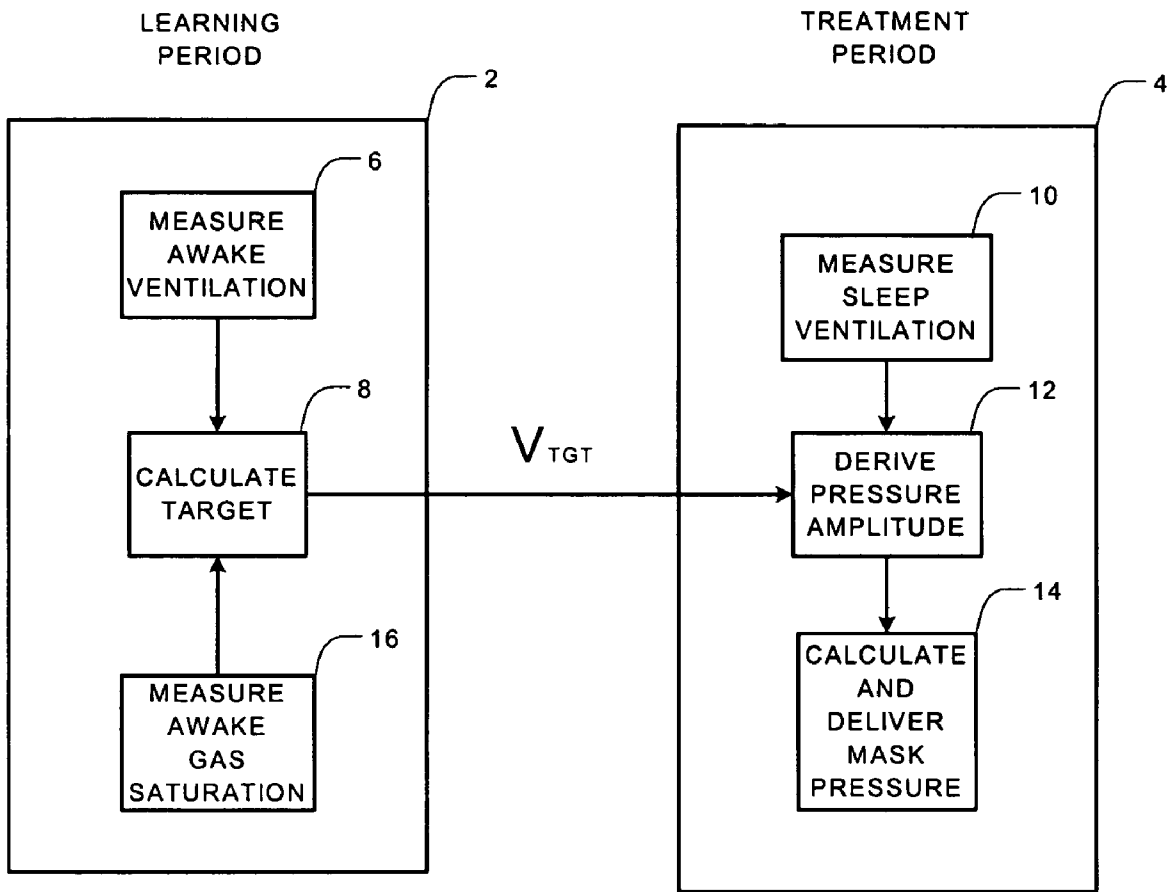 LEARNING
PERIOD
2
6
MEASURE
AWAKE
VENTILATION
8
CALCULATE
TARGET
16
MEASURE
AWAKE
GAS
SATURATION
VTGT
TREATMENT
PERIOD
4
10
MEASURE
SLEEP
VENTILATION
12
DERIVE
PRESSURE
AMPLITUDE
14
CALCULATE
AND
DELIVER
MASK
PRESSURE